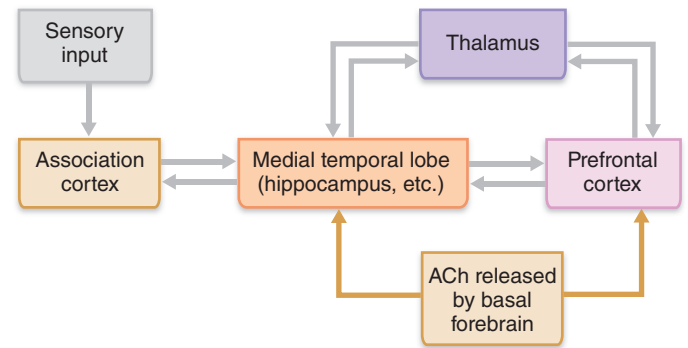 Sensory
input
Thalamus
Association
cortex
Medial temporal lobe
(hippocampus, etc.)
Prefrontal
cortex
ACh released
by basal
forebrain